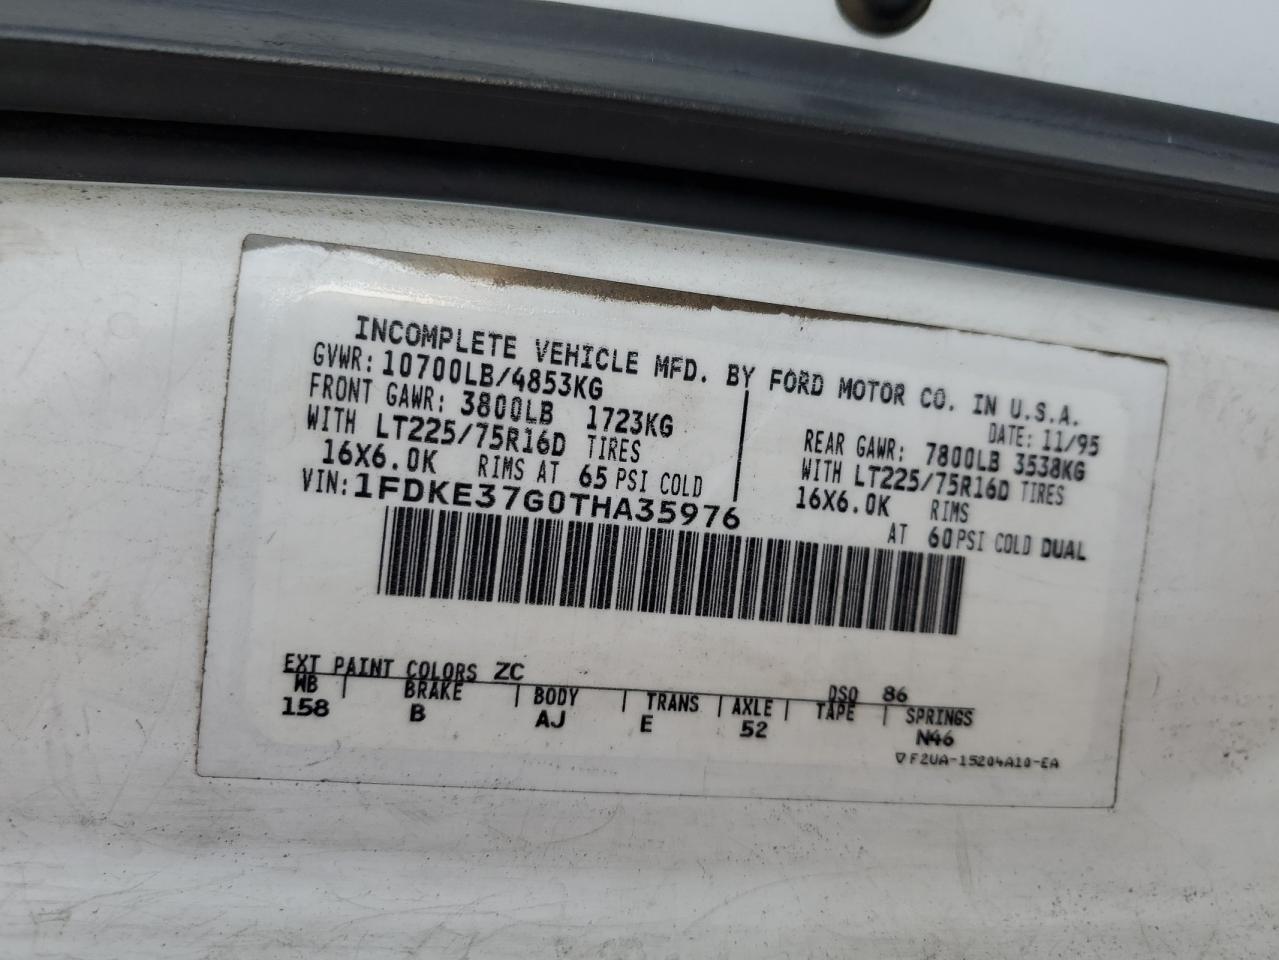 INCOMPLETE VEHICLE MFD. BY FORD MOTOR CO. IN U.S.A.
GVWR: 10700LB/4853KG
DATE: 11/95
FRONT GAWR: 3800LB 1723KG
WITH LT225/75R16D TIRES
16X6.0K RIMS AT 65 PSI COLD
REAR GAWR: 7800LB 3538KG
WITH LT225/75R16D TIRES
16X6.0K RIMS
AT 60 PSI COLD DUAL
VIN: 1FDKE37G0THA35976
EXT PAINT COLORS ZC DSO 86
WB | BRAKE | BODY | TRANS | AXLE | TAPE | SPRINGS
158 B AJ E 52 N46
▽ F2UA-15204A10-EA